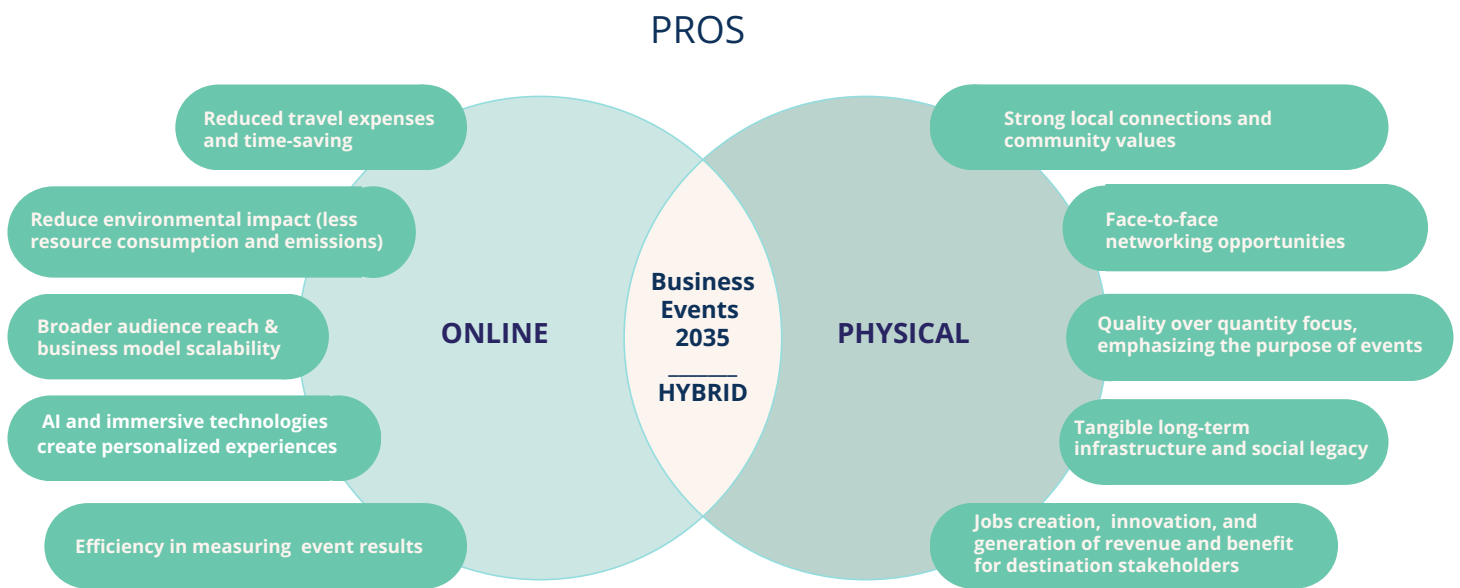 PROS
Reduced travel expenses
and time-saving
Reduce environmental impact (less
resource consumption and emissions)
Broader audience reach &
business model scalability
AI and immersive technologies
create personalized experiences
Efficiency in measuring event results
ONLINE
Business
Events
2035
______
HYBRID
PHYSICAL
Strong local connections and
community values
Face-to-face
networking opportunities
Quality over quantity focus,
emphasizing the purpose of events
Tangible long-term
infrastructure and social legacy
Jobs creation, innovation, and
generation of revenue and benefit
for destination stakeholders